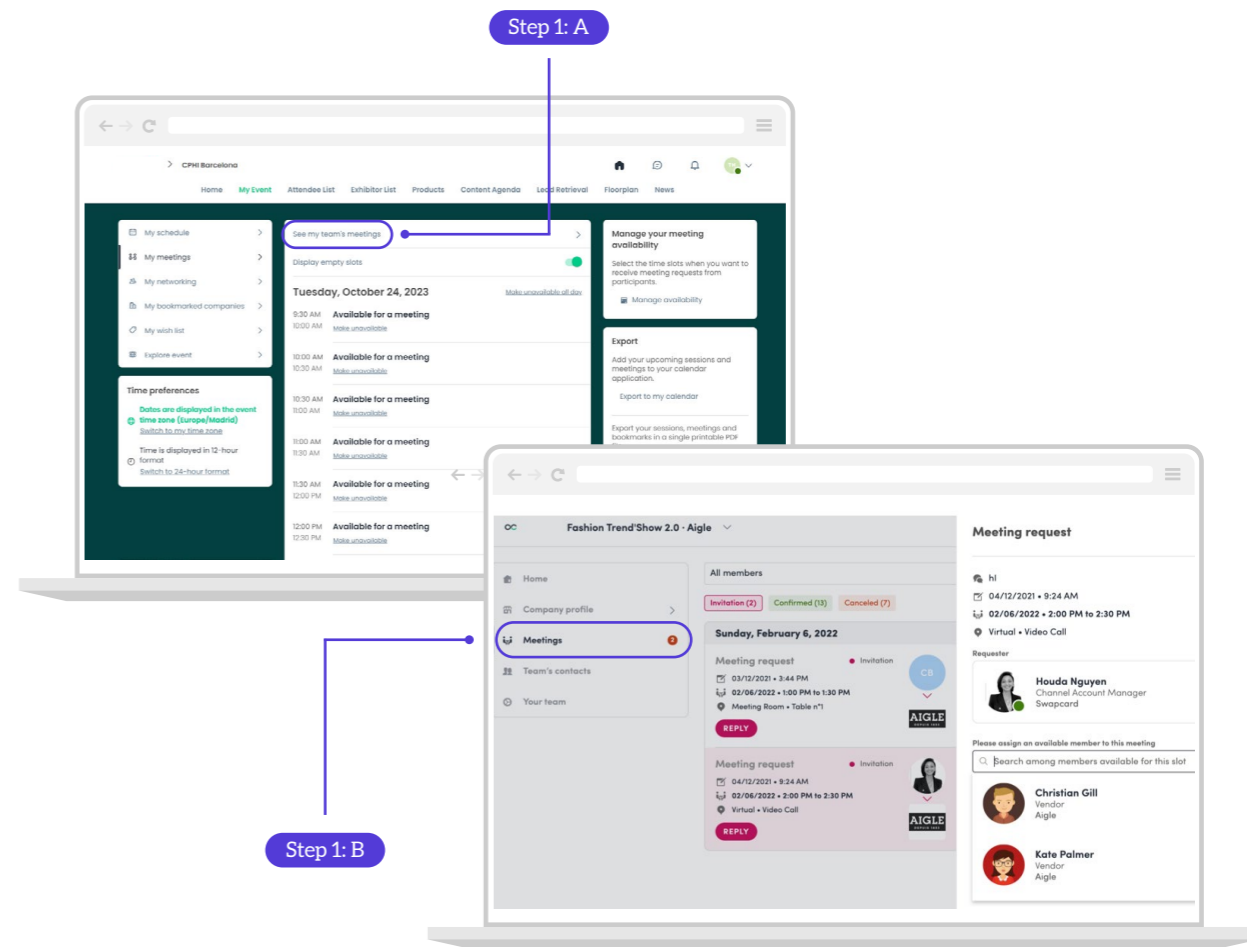 Step 1: A
CPHI Barcelona
Home My Event Attendee List Exhibitor List Products Content Agenda Lead Retrieval Floorplan News
My schedule
My meetings
My networking
My bookmarked companies
My wish list
Explore event
Time preferences
Dates are displayed in the event
time zone (Europe/Madrid)
Switch to my time zone
Time is displayed in 12-hour
format
Switch to 24-hour format
See my team's meetings
Display empty slots
Tuesday, October 24, 2023 Make unavailable all day
9:30 AM Available for a meeting
10:00 AM Make unavailable
10:00 AM Available for a meeting
10:30 AM Make unavailable
10:30 AM Available for a meeting
11:00 AM Make unavailable
11:00 AM Available for a meeting
11:30 AM Make unavailable
11:30 AM Available for a meeting
12:00 PM Make unavailable
12:00 PM Available for a meeting
12:30 PM Make unavailable
Manage your meeting
availability
Select the time slots when you want to
receive meeting requests from
participants.
Manage availability
Export
Add your upcoming sessions and
meetings to your calendar
application.
Export to my calendar
Export your sessions, meetings and
bookmarks in a single printable PDF
Fashion Trend'Show 2.0 · Aigle
Home
Company profile
Meetings 2
Team's contacts
Your team
All members
Invitation (2) Confirmed (13) Canceled (7)
Sunday, February 6, 2022
Meeting request • Invitation
03/12/2021 • 3:44 PM
02/06/2022 • 1:00 PM to 1:30 PM
Meeting Room • Table n°1
REPLY
CB
AIGLE
Meeting request • Invitation
04/12/2021 • 9:24 AM
02/06/2022 • 2:00 PM to 2:30 PM
Virtual • Video Call
REPLY
AIGLE
Meeting request
hI
04/12/2021 • 9:24 AM
02/06/2022 • 2:00 PM to 2:30 PM
Virtual • Video Call
Requester
Houda Nguyen
Channel Account Manager
Swapcard
Please assign an available member to this meeting
Search among members available for this slot
Christian Gill
Vendor
Aigle
Kate Palmer
Vendor
Aigle
Step 1: B